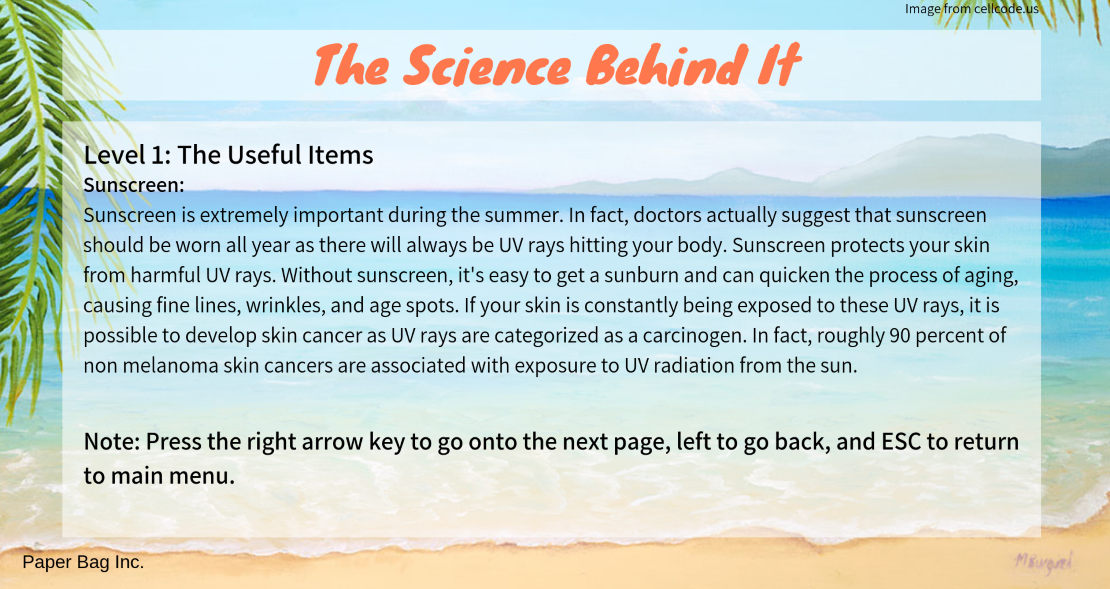 Image from cellcode.us
The Science Behind It
Level 1: The Useful Items
Sunscreen:
Sunscreen is extremely important during the summer. In fact, doctors actually suggest that sunscreen
should be worn all year as there will always be UV rays hitting your body. Sunscreen protects your skin
from harmful UV rays. Without sunscreen, it's easy to get a sunburn and can quicken the process of aging,
causing fine lines, wrinkles, and age spots. If your skin is constantly being exposed to these UV rays, it is
possible to develop skin cancer as UV rays are categorized as a carcinogen. In fact, roughly 90 percent of
non melanoma skin cancers are associated with exposure to UV radiation from the sun.
Note: Press the right arrow key to go onto the next page, left to go back, and ESC to return
to main menu.
Paper Bag Inc.